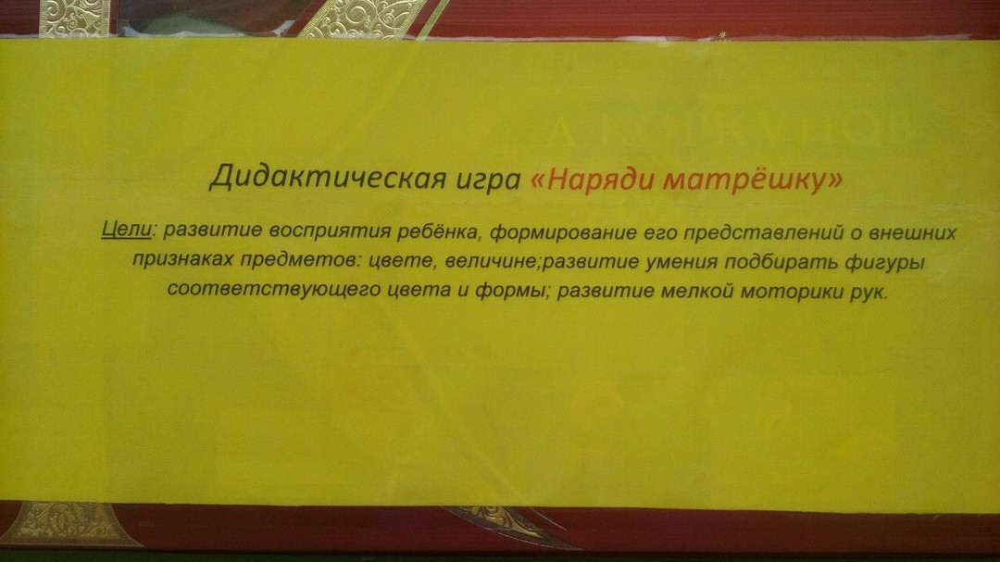 Дидактическая игра «Наряди матрёшку»
Цели: развитие восприятия ребёнка, формирование его представлений о внешних
признаках предметов: цвете, величине;развитие умения подбирать фигуры
соответствующего цвета и формы; развитие мелкой моторики рук.